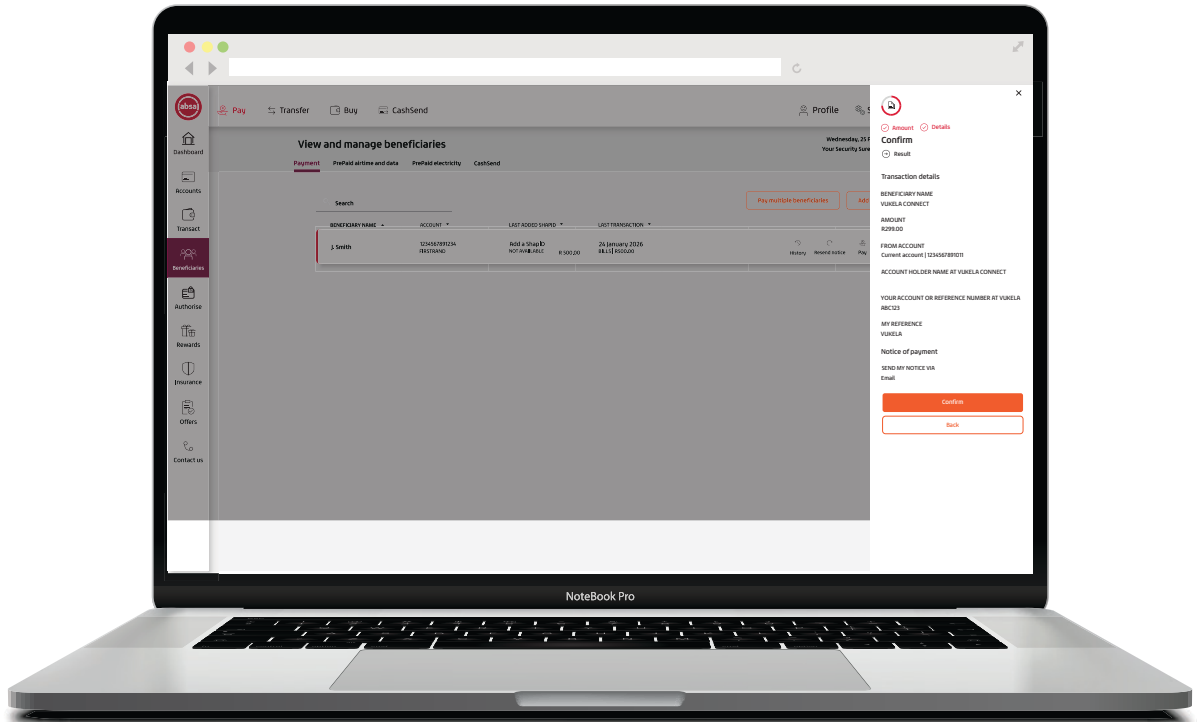 absa
Pay
Transfer
Buy
CashSend
Profile
S
Dashboard
Accounts
Transact
Beneficiaries
Authorise
Rewards
Insurance
Offers
Contact us
View and manage beneficiaries
Wednesday, 25 F
Your Security Sure
Payment
PrePaid airtime and data
PrePaid electricity
CashSend
Search
Pay multiple beneficiaries
Add
BENEFICIARY NAME
ACCOUNT
LAST ADDED SHAPID
LAST TRANSACTION
J. Smith
1234567891234
FIRSTRAND
Add a ShapID
NOT AVAILABLE
R 500,00
24 January 2026
BILLS| R500.00
History
Resend notice
Pay
Amount
Details
Confirm
Result
Transaction details
BENEFICIARY NAME
VUKELA CONNECT
AMOUNT
R299.00
FROM ACCOUNT
Current account | 1234567891011
ACCOUNT HOLDER NAME AT VUKELA CONNECT
YOUR ACCOUNT OR REFERENCE NUMBER AT VUKELA
ABC123
MY REFERENCE
VUKELA
Notice of payment
SEND MY NOTICE VIA
Email
Confirm
Back
NoteBook Pro